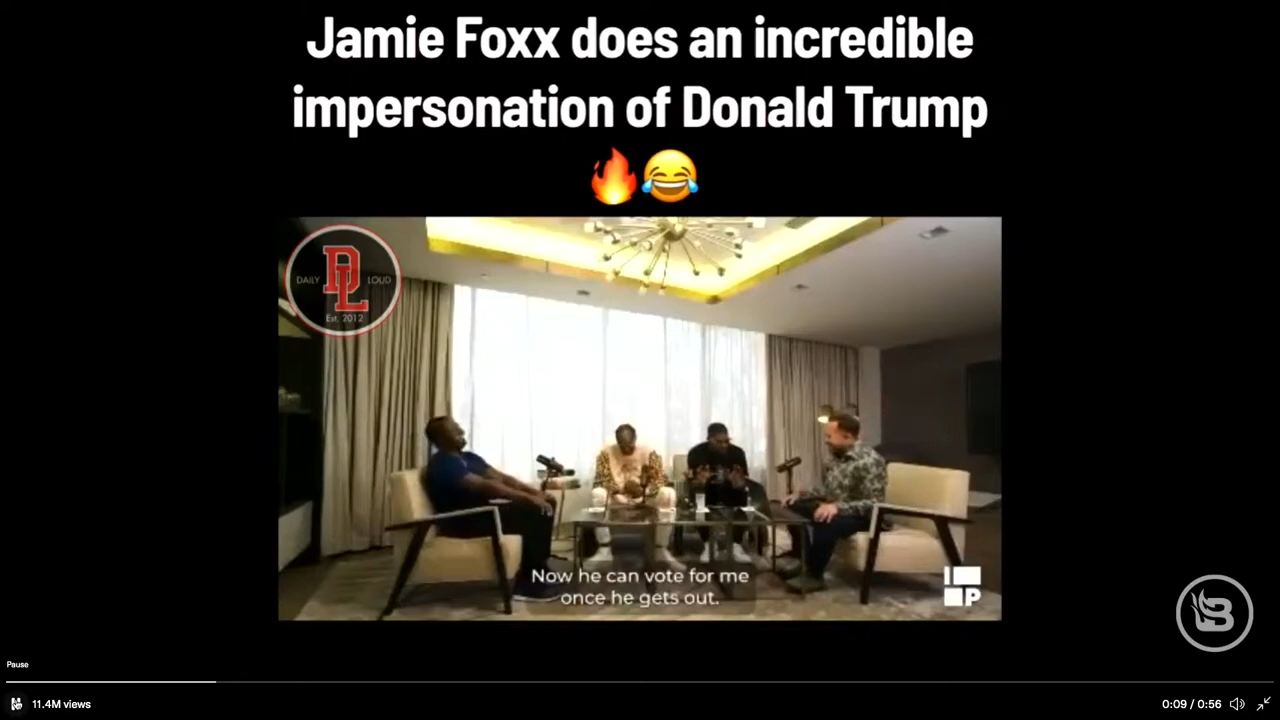 Jamie Foxx does an incredible
impersonation of Donald Trump
🔥😂
DAILY DL LOUD
Est. 2012
Now he can vote for me
once he gets out.
P
B
Pause
11.4M views
0:09 / 0:56